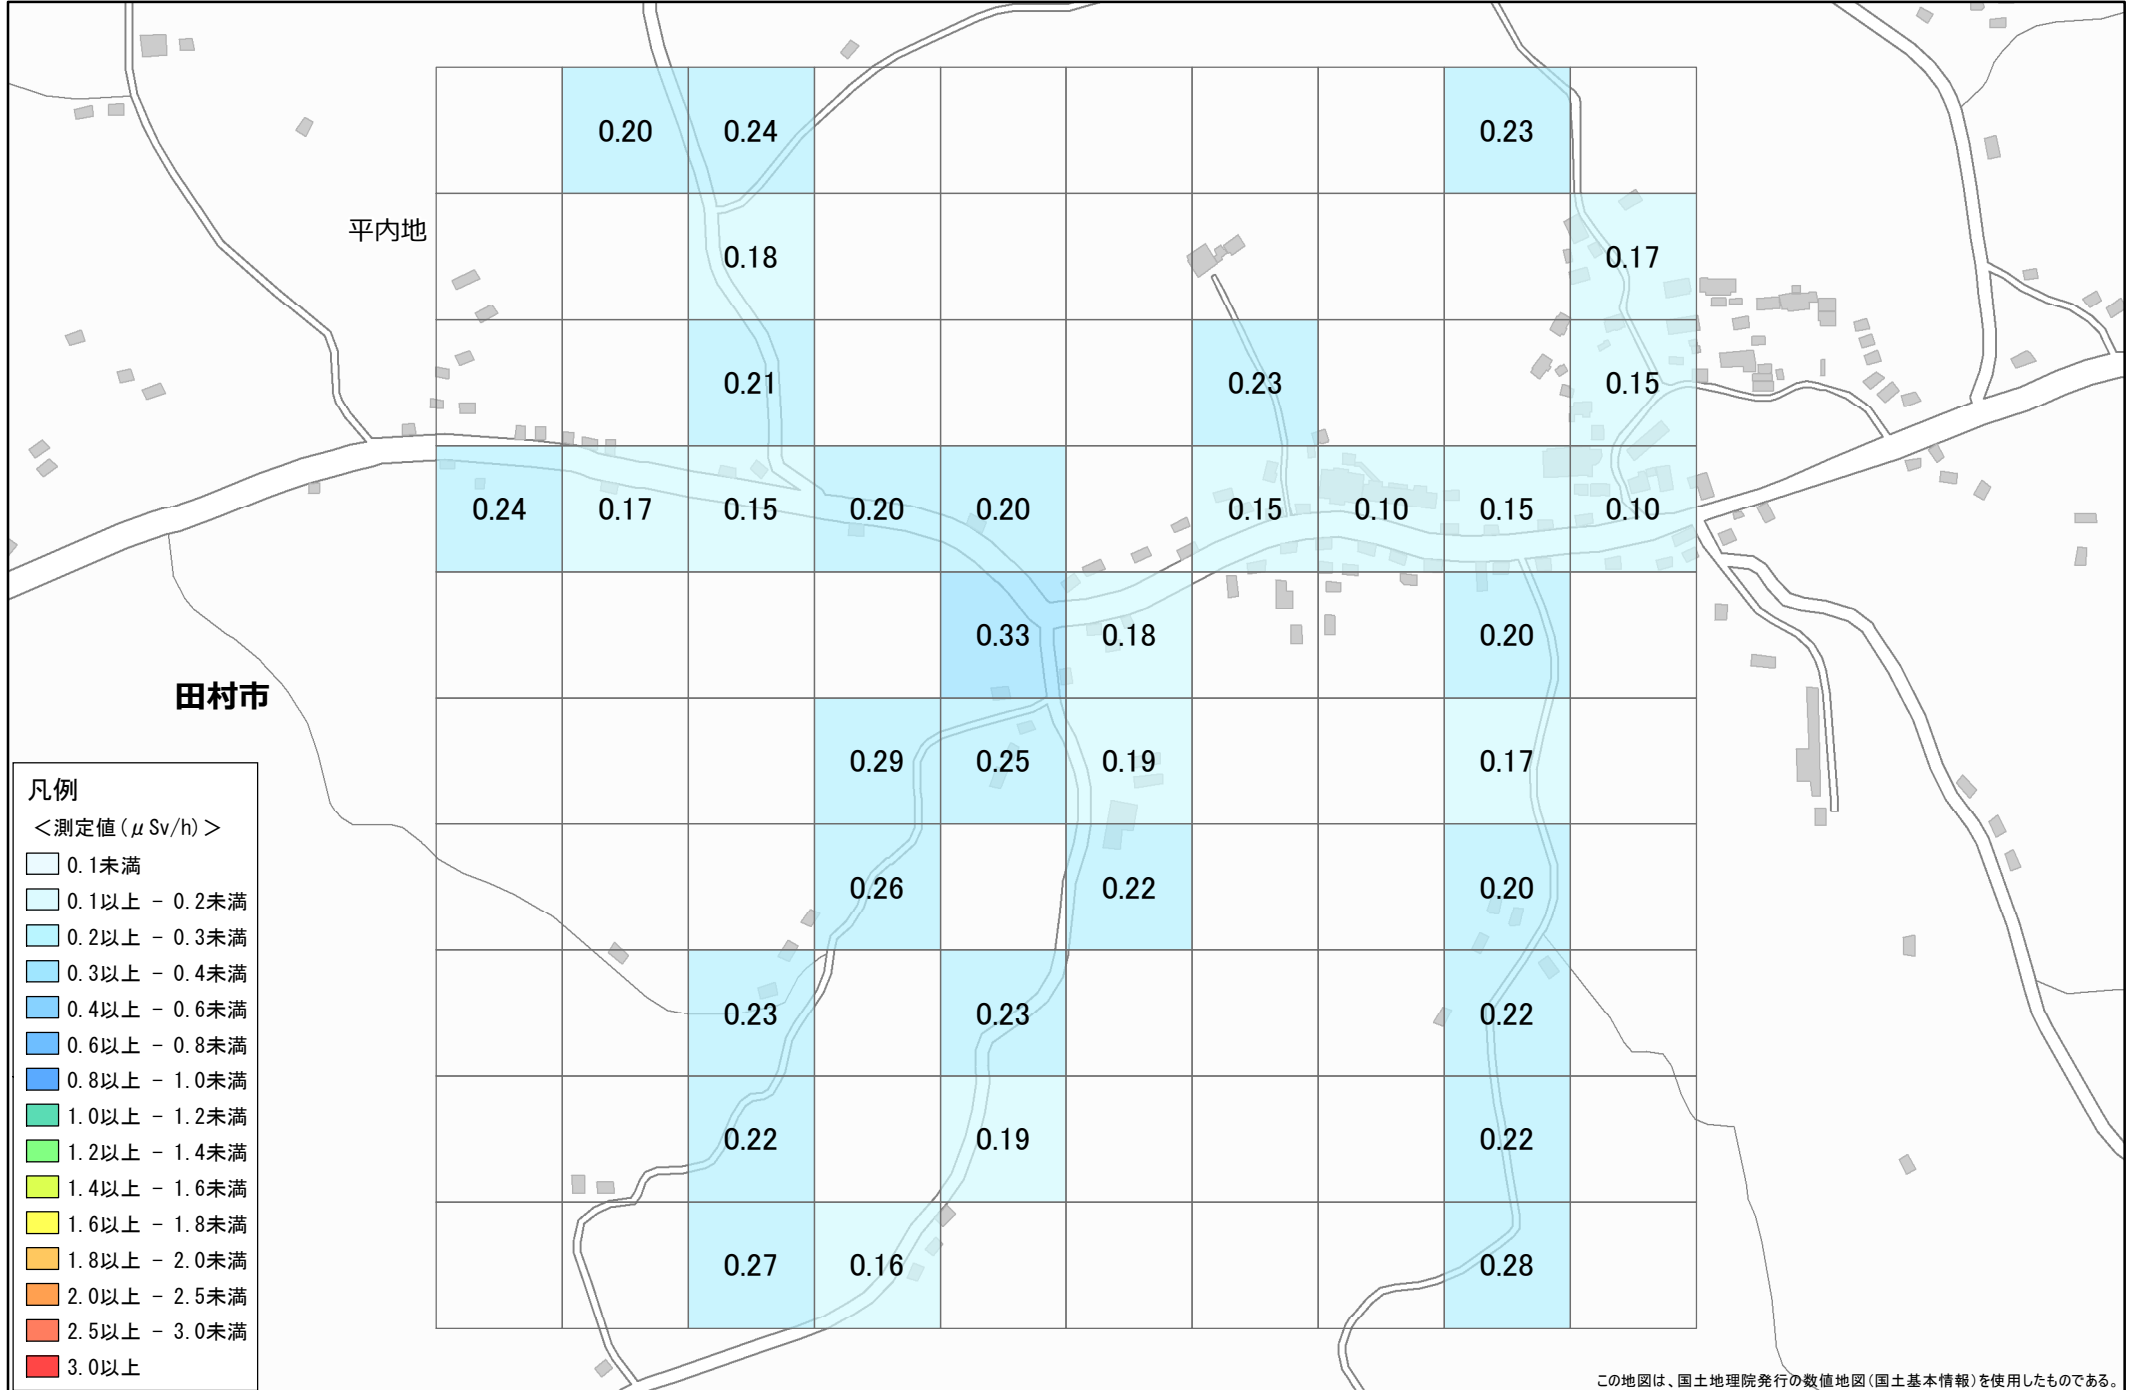 0.20 0.24 0.23
平内地
0.18 0.17
0.21 0.23 0.15
0.24 0.17 0.15 0.20 0.20 0.15 0.10 0.15 0.10
0.33 0.18 0.20
田村市
0.29 0.25 0.19 0.17
0.26 0.22 0.20
0.23 0.23 0.22
0.22 0.19 0.22
0.27 0.16 0.28
凡例
＜測定値(μSv/h)＞
0.1未満
0.1以上 - 0.2未満
0.2以上 - 0.3未満
0.3以上 - 0.4未満
0.4以上 - 0.6未満
0.6以上 - 0.8未満
0.8以上 - 1.0未満
1.0以上 - 1.2未満
1.2以上 - 1.4未満
1.4以上 - 1.6未満
1.6以上 - 1.8未満
1.8以上 - 2.0未満
2.0以上 - 2.5未満
2.5以上 - 3.0未満
3.0以上
この地図は、国土地理院発行の数値地図(国土基本情報)を使用したものである。